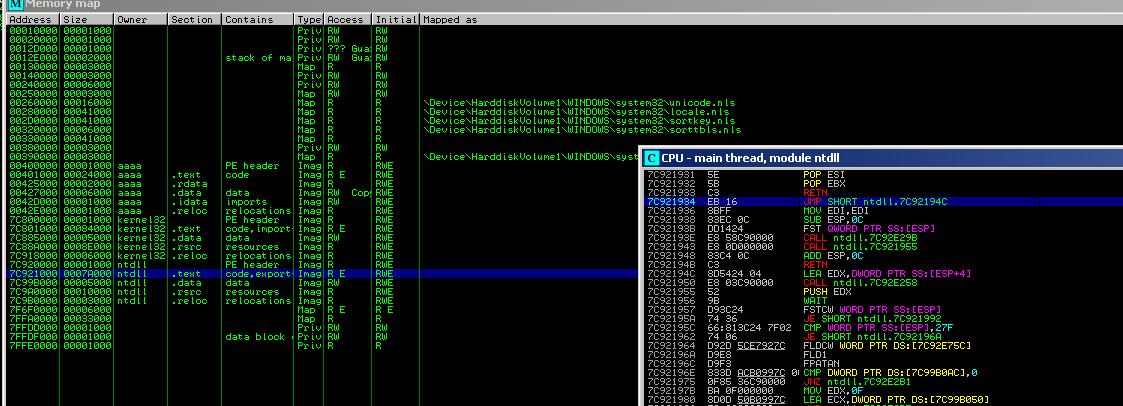 M Memory map
Address Size Owner Section Contains Type Access Initial Mapped as
00010000 00001000 Priv RW RW
00020000 00001000 Priv RW RW
0012D000 00001000 Priv ??? Gua RW
0012E000 00002000 stack of ma Priv RW Gua RW
00130000 00003000 Map R R
00140000 00003000 Priv RW RW
00240000 00006000 Priv RW RW
00250000 00003000 Map RW RW
00260000 00016000 Map R R \Device\HarddiskVolume1\WINDOWS\system32\unicode.nls
00280000 00041000 Map R R \Device\HarddiskVolume1\WINDOWS\system32\locale.nls
002D0000 00041000 Map R R \Device\HarddiskVolume1\WINDOWS\system32\sortkey.nls
00320000 00006000 Map R R \Device\HarddiskVolume1\WINDOWS\system32\sorttbls.nls
00330000 00041000 Map R R
Priv RW RW
00390000 00003000 Map R R \Device\HarddiskVolume1\WINDOWS\syst
00400000 00001000 aaaa PE header Imag R RWE
00401000 00024000 aaaa .text code Imag R E RWE
00425000 00002000 aaaa .rdata Imag R RWE
00427000 00006000 aaaa .data data Imag RW Cop RWE
0042D000 00001000 aaaa .idata imports Imag RW RWE
0042E000 00001000 aaaa .reloc relocations Imag R RWE
7C800000 00001000 kernel32 PE header Imag R RWE
7C801000 00084000 kernel32 .text code,import Imag R E RWE
7C885000 00005000 kernel32 .data data Imag RW RWE
7C88A000 0008E000 kernel32 .rsrc resources Imag R RWE
7C918000 00006000 kernel32 .reloc relocations Imag R RWE
7C920000 00001000 ntdll PE header Imag R RWE
7C921000 0007A000 ntdll .text code,export Imag R E RWE
7C99B000 00005000 ntdll .data data Imag RW RWE
7C9A0000 00010000 ntdll .rsrc resources Imag R RWE
7C9B0000 00003000 ntdll .reloc relocations Imag R RWE
7F6F0000 00006000 Map R E R E
7FFA0000 00033000 Map R R
7FFDD000 00001000 Priv RW RW
7FFDF000 00001000 data block Priv RW RW
7FFE0000 00001000 Priv R RW
C CPU - main thread, module ntdll
7C921931 5E POP ESI
7C921932 5B POP EBX
7C921933 C3 RETN
7C921934 EB 16 JMP SHORT ntdll.7C92194C
7C921936 8BFF MOV EDI,EDI
7C921938 83EC 0C SUB ESP,0C
7C92193B DD1424 FST QWORD PTR SS:[ESP]
7C92193E E8 58C90000 CALL ntdll.7C92E29B
7C921943 E8 0D000000 CALL ntdll.7C921955
7C921948 83C4 0C ADD ESP,0C
7C92194B C3 RETN
7C92194C 8D5424 04 LEA EDX,DWORD PTR SS:[ESP+4]
7C921950 E8 03C90000 CALL ntdll.7C92E258
7C921955 52 PUSH EDX
7C921956 9B WAIT
7C921957 D93C24 FSTCW WORD PTR SS:[ESP]
7C92195A 74 36 JE SHORT ntdll.7C921992
7C92195C 66:813C24 7F02 CMP WORD PTR SS:[ESP],27F
7C921962 74 06 JE SHORT ntdll.7C92196A
7C921964 D92D 5CE7927C FLDCW WORD PTR DS:[7C92E75C]
7C92196A D9E8 FLD1
7C92196C D9F3 FPATAN
7C92196E 833D ACB0997C 0 CMP DWORD PTR DS:[7C99B0AC],0
7C921975 0F85 36C90000 JNZ ntdll.7C92E2B1
7C92197B BA 0F000000 MOV EDX,0F
7C921980 8D0D 50B0997C LEA ECX,DWORD PTR DS:[7C99B050]